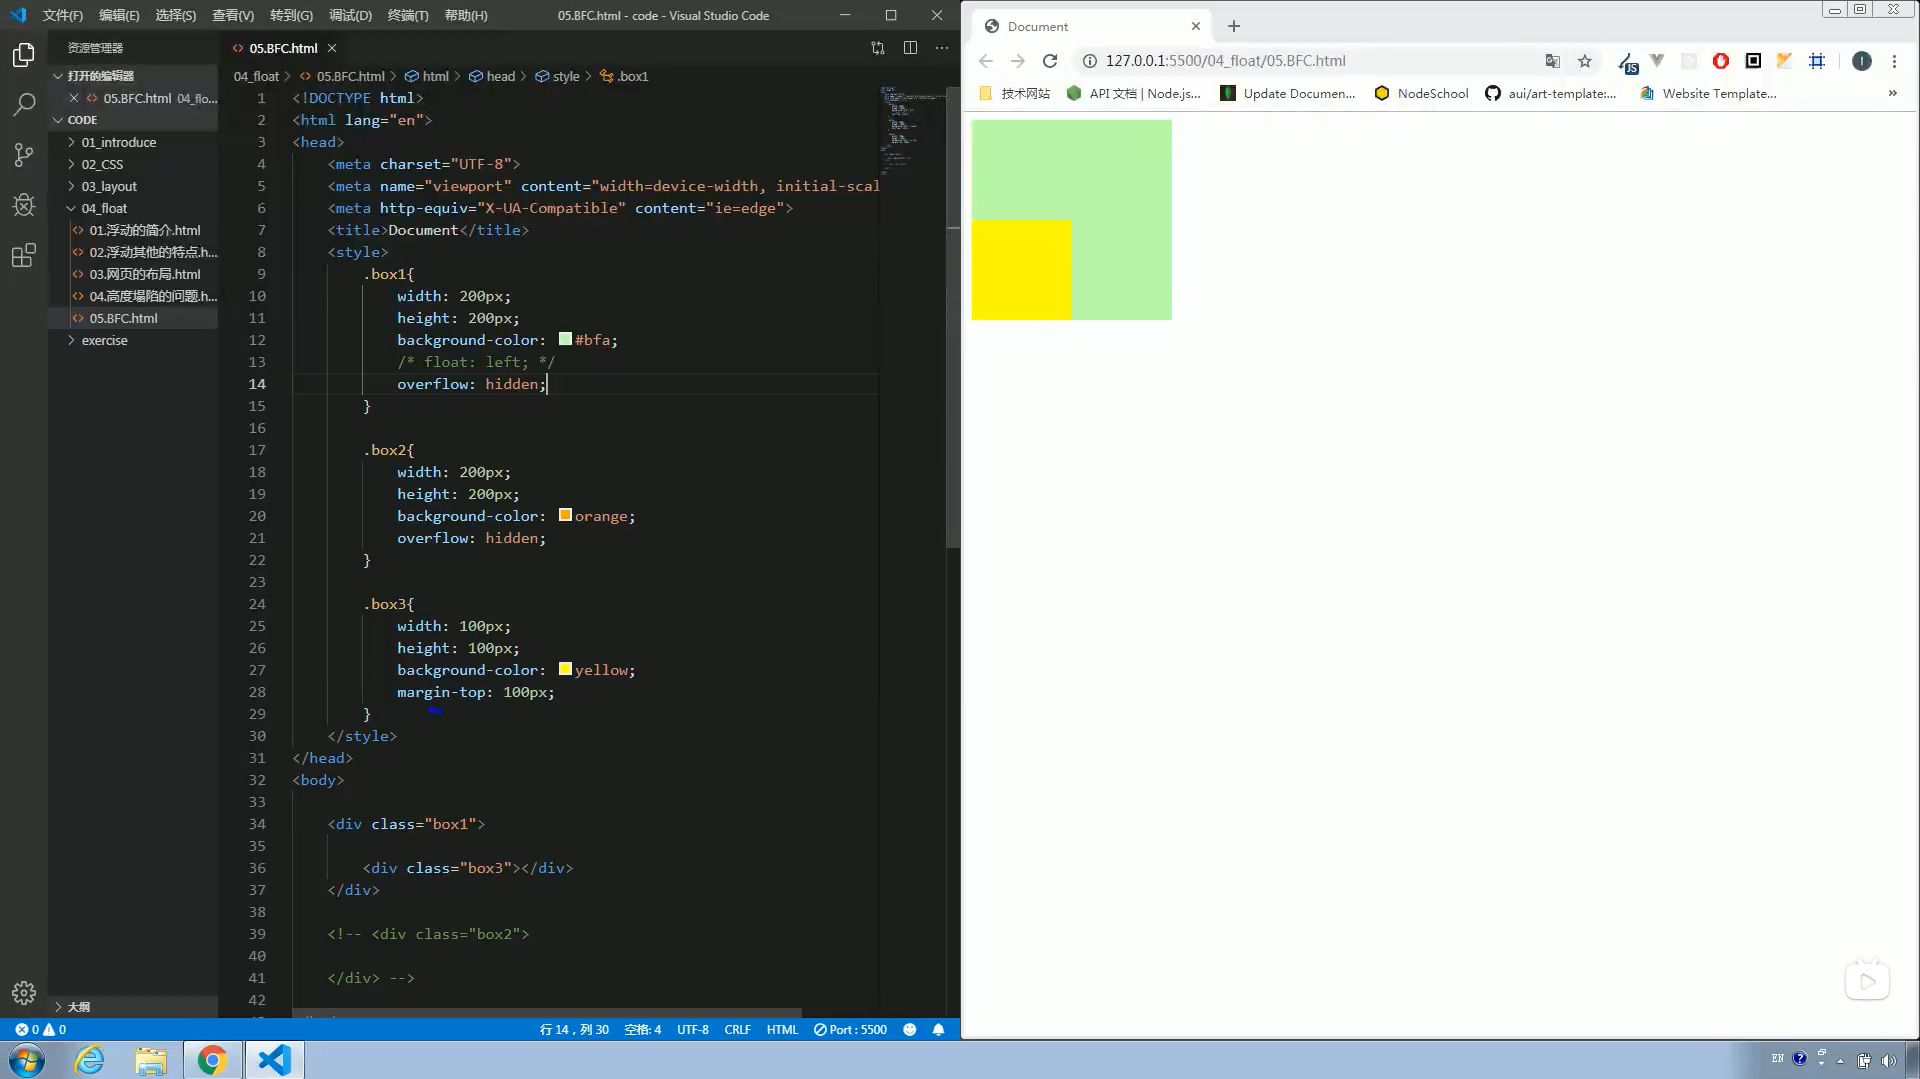 文件(F) 编辑(E) 选择(S) 查看(V) 转到(G) 调试(D) 终端(T) 帮助(H) 05.BFC.html - code - Visual Studio Code
资源管理器
打开的编辑器
05.BFC.html 04_flo...
CODE
01_introduce
02_CSS
03_layout
04_float
01.浮动的简介.html
02.浮动其他的特点.h...
03.网页的布局.html
04.高度塌陷的问题.h...
05.BFC.html
exercise
大纲
05.BFC.html
04_float > 05.BFC.html > html > head > style > .box1
1 <!DOCTYPE html>
2 <html lang="en">
3 <head>
4 <meta charset="UTF-8">
5 <meta name="viewport" content="width=device-width, initial-scal
6 <meta http-equiv="X-UA-Compatible" content="ie=edge">
7 <title>Document</title>
8 <style>
9 .box1{
10 width: 200px;
11 height: 200px;
12 background-color: #bfa;
13 /* float: left; */
14 overflow: hidden;
15 }
16
17 .box2{
18 width: 200px;
19 height: 200px;
20 background-color: orange;
21 overflow: hidden;
22 }
23
24 .box3{
25 width: 100px;
26 height: 100px;
27 background-color: yellow;
28 margin-top: 100px;
29 }
30 </style>
31 </head>
32 <body>
33
34 <div class="box1">
35
36 <div class="box3"></div>
37 </div>
38
39 <!-- <div class="box2">
40
41 </div> -->
42
0 0 行 14，列 30 空格: 4 UTF-8 CRLF HTML Port : 5500
Document
127.0.0.1:5500/04_float/05.BFC.html
技术网站 API 文档 | Node.js... Update Documen... NodeSchool aui/art-template:... Website Template...
EN